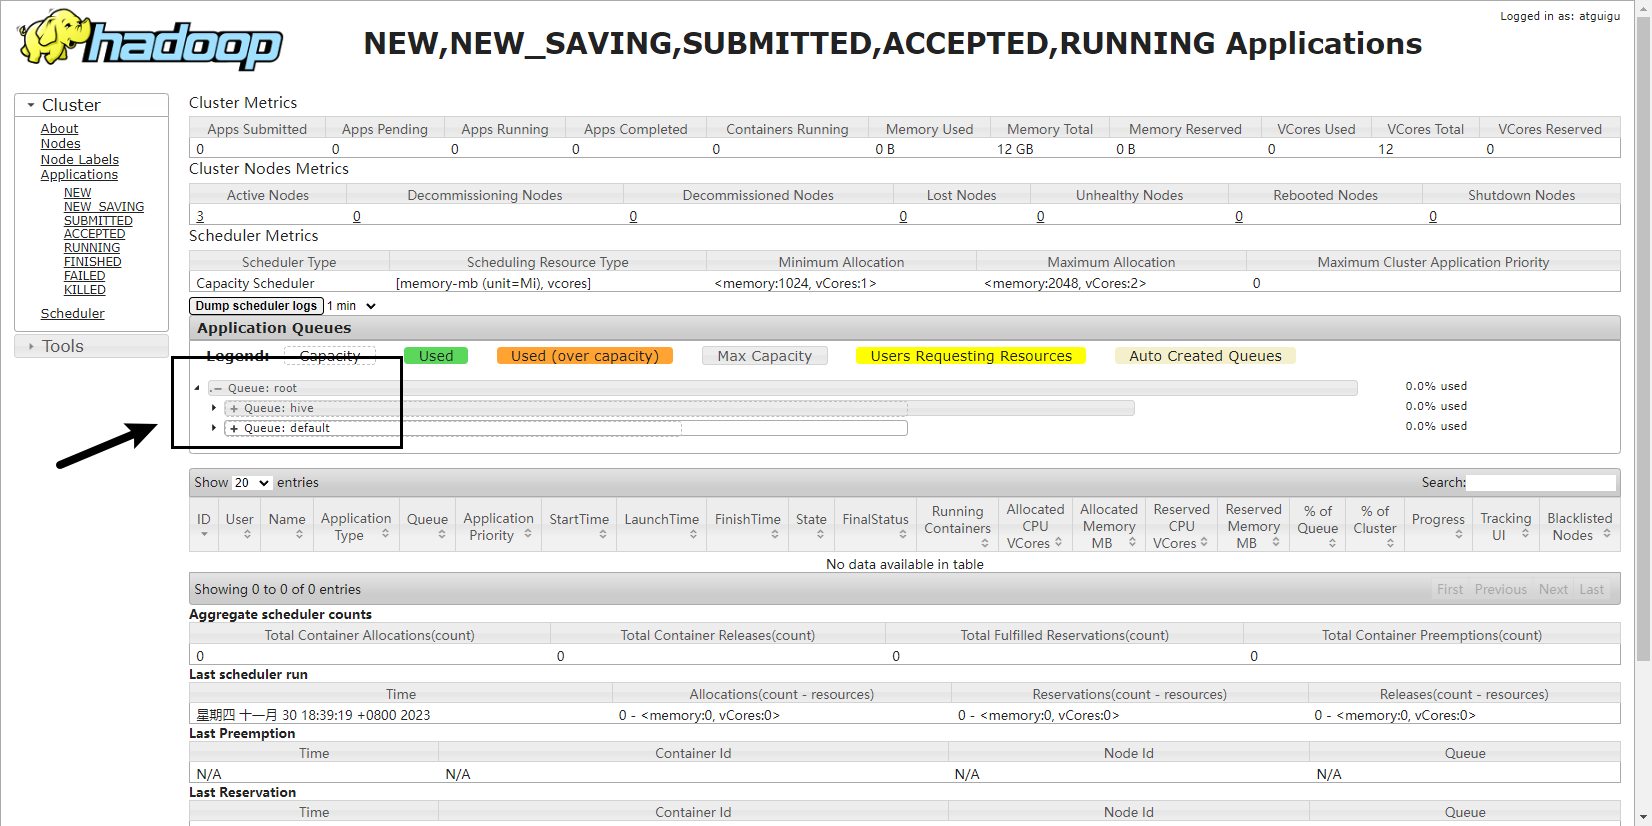 Logged in as: atguigu
hadoop
NEW,NEW_SAVING,SUBMITTED,ACCEPTED,RUNNING Applications
Cluster
About
Nodes
Node Labels
Applications
NEW
NEW_SAVING
SUBMITTED
ACCEPTED
RUNNING
FINISHED
FAILED
KILLED
Scheduler
Tools
Cluster Metrics
Apps Submitted Apps Pending Apps Running Apps Completed Containers Running Memory Used Memory Total Memory Reserved VCores Used VCores Total VCores Reserved
0 0 0 0 0 0 B 12 GB 0 B 0 12 0
Cluster Nodes Metrics
Active Nodes Decommissioning Nodes Decommissioned Nodes Lost Nodes Unhealthy Nodes Rebooted Nodes Shutdown Nodes
3 0 0 0 0 0 0
Scheduler Metrics
Scheduler Type Scheduling Resource Type Minimum Allocation Maximum Allocation Maximum Cluster Application Priority
Capacity Scheduler [memory-mb (unit=Mi), vcores] <memory:1024, vCores:1> <memory:2048, vCores:2> 0
Dump scheduler logs 1 min
Application Queues
Legend: Capacity Used Used (over capacity) Max Capacity Users Requesting Resources Auto Created Queues
.– Queue: root 0.0% used
+ Queue: hive 0.0% used
+ Queue: default 0.0% used
Show 20 entries Search:
ID User Name Application Type Queue Application Priority StartTime LaunchTime FinishTime State FinalStatus Running Containers Allocated CPU VCores Allocated Memory MB Reserved CPU VCores Reserved Memory MB % of Queue % of Cluster Progress Tracking UI Blacklisted Nodes
No data available in table
Showing 0 to 0 of 0 entries First Previous Next Last
Aggregate scheduler counts
Total Container Allocations(count) Total Container Releases(count) Total Fulfilled Reservations(count) Total Container Preemptions(count)
0 0 0 0
Last scheduler run
Time Allocations(count - resources) Reservations(count - resources) Releases(count - resources)
星期四 十一月 30 18:39:19 +0800 2023 0 - <memory:0, vCores:0> 0 - <memory:0, vCores:0> 0 - <memory:0, vCores:0>
Last Preemption
Time Container Id Node Id Queue
N/A N/A N/A N/A
Last Reservation
Time Container Id Node Id Queue